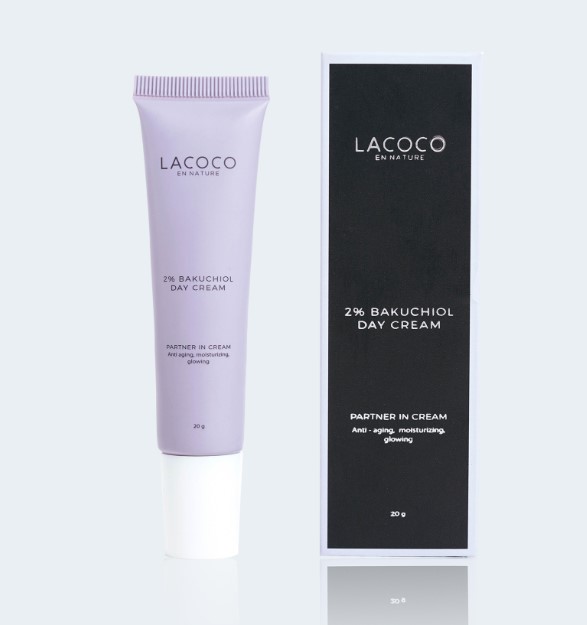 LACOCO
EN NATURE
2% BAKUCHIOL
DAY CREAM
PARTNER IN CREAM
Anti aging, moisturizing,
glowing
20 g
LACOCO
EN NATURE
2% BAKUCHIOL
DAY CREAM
PARTNER IN CREAM
Anti - aging, moisturizing,
glowing
20 g